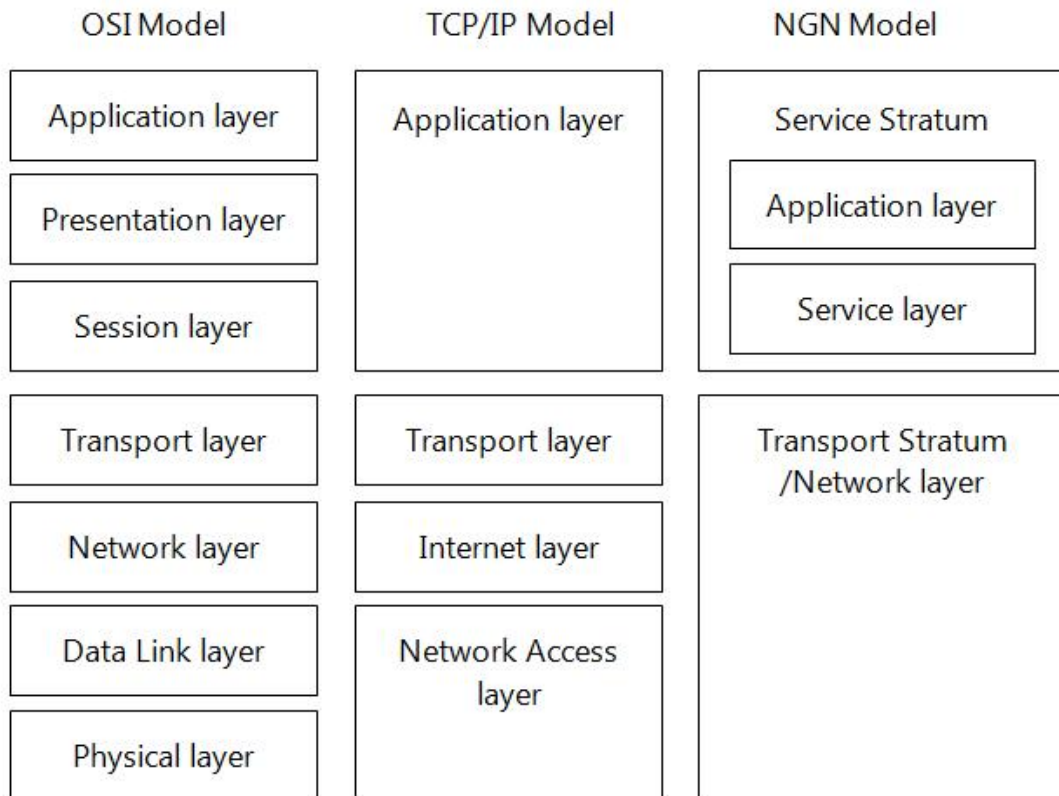 OSI Model
Application layer
Presentation layer
Session layer
Transport layer
Network layer
Data Link layer
Physical layer
TCP/IP Model
Application layer
Transport layer
Internet layer
Network Access
layer
NGN Model
Service Stratum
Application layer
Service layer
Transport Stratum
/Network layer